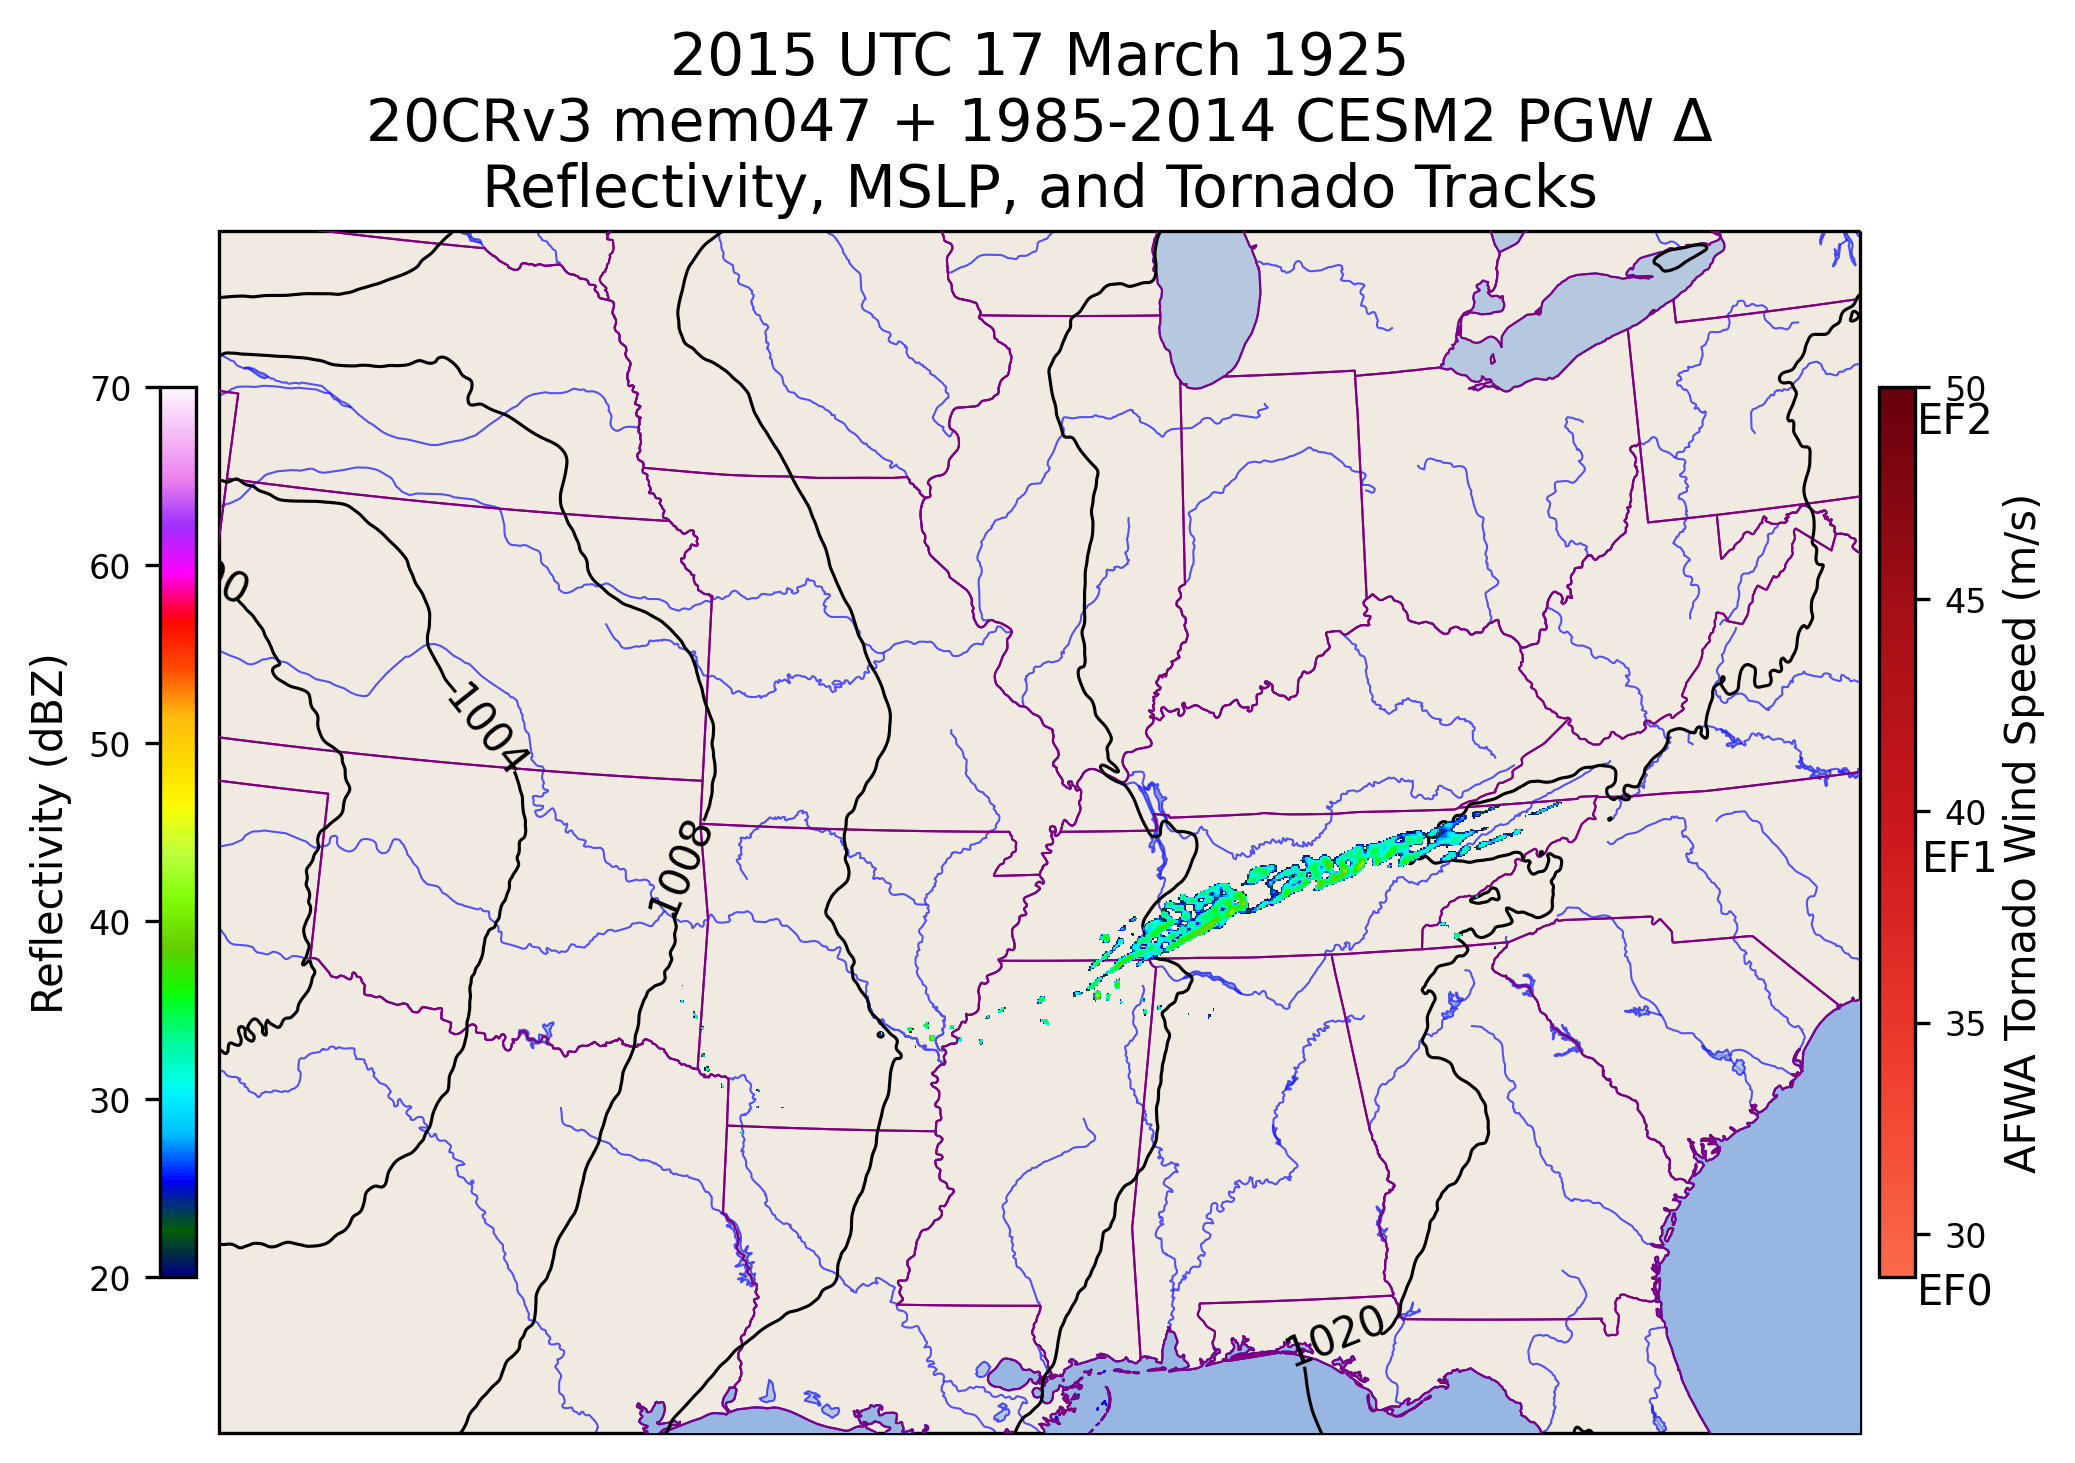 2015 UTC 17 March 1925
20CRv3 mem047 + 1985-2014 CESM2 PGW Δ
Reflectivity, MSLP, and Tornado Tracks
70
60
50
40
30
20
Reflectivity (dBZ)
1004
1008
1020
50
EF2
45
40
EF1
35
30
EF0
AFWA Tornado Wind Speed (m/s)